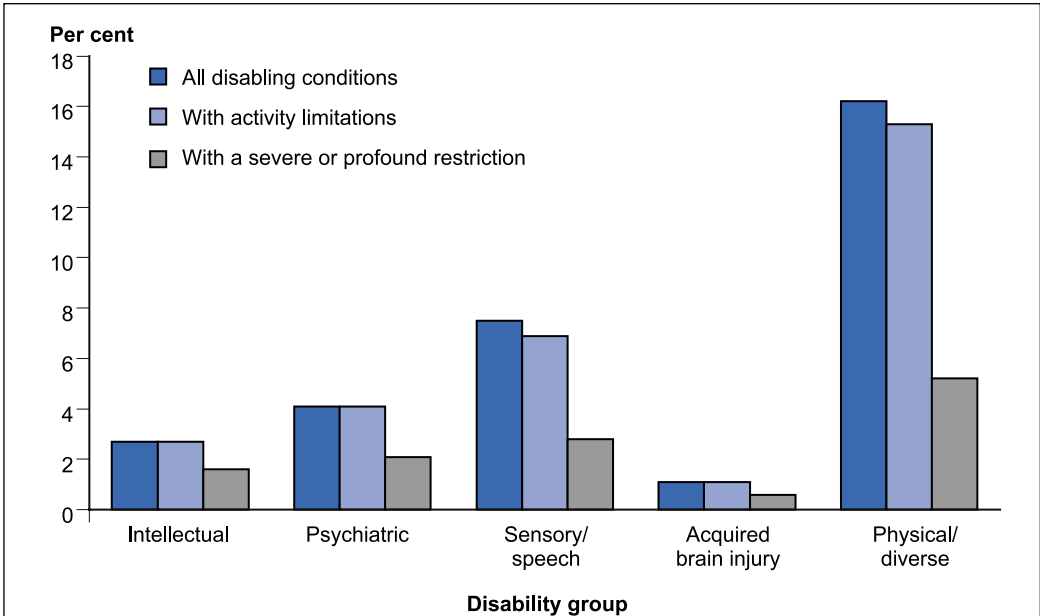 Per cent
18
16
14
12
10
8
6
4
2
0
All disabling conditions
With activity limitations
With a severe or profound restriction
Intellectual
Psychiatric
Sensory/
speech
Acquired
brain injury
Physical/
diverse
Disability group